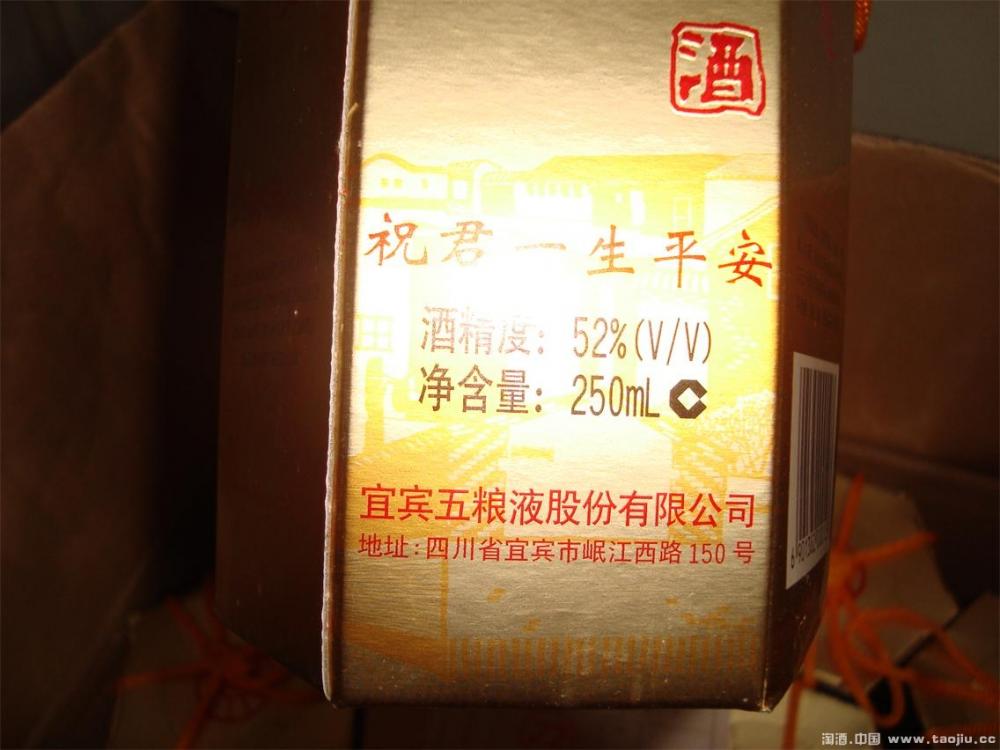 酒
祝君一生平安
酒精度：52%(V/V)
净含量：250mL
宜宾五粮液股份有限公司
地址：四川省宜宾市岷江西路150号
淘酒.中国 www.taojiu.cc